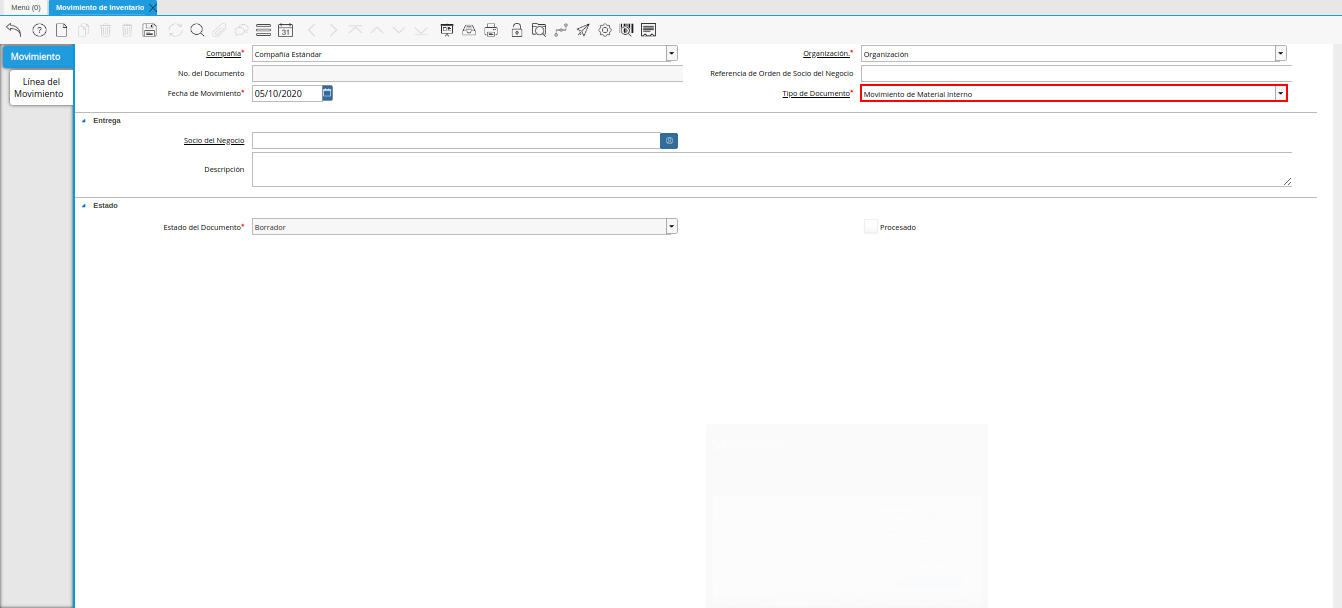 Menú (0) Movimiento de Inventario
Movimiento
Línea del
Movimiento
Compañía* Compañía Estándar Organización.* Organización
No. del Documento Referencia de Orden de Socio del Negocio
Fecha de Movimiento* 05/10/2020 Tipo de Documento* Movimiento de Material Interno
Entrega
Socio del Negocio
Descripción
Estado
Estado del Documento* Borrador Procesado